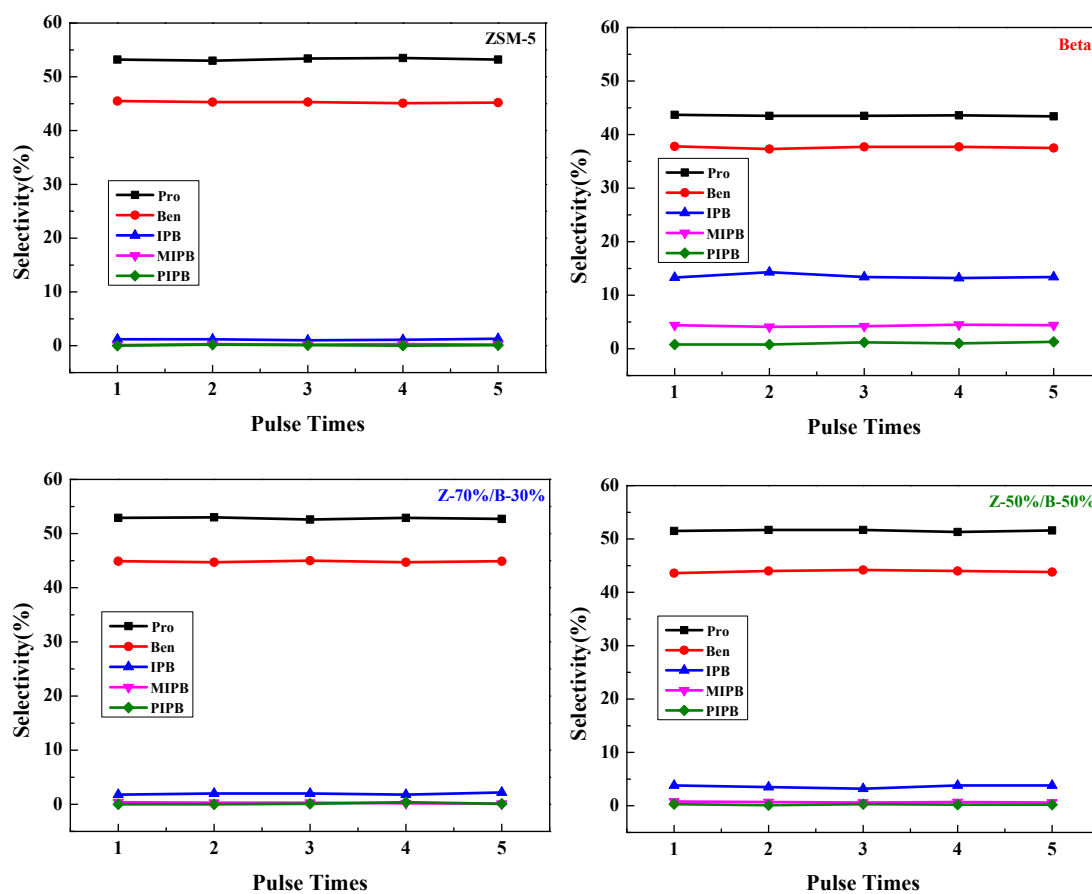 ZSM-5
Selectivity(%)
60
50
40
30
20
10
0
Pro
Ben
IPB
MIPB
PIPB
1 2 3 4 5
Pulse Times
Beta
Selectivity(%)
60
50
40
30
20
10
0
Pro
Ben
IPB
MIPB
PIPB
1 2 3 4 5
Pulse Times
Z-70%/B-30%
Selectivity(%)
60
50
40
30
20
10
0
Pro
Ben
IPB
MIPB
PIPB
1 2 3 4 5
Pulse Times
Z-50%/B-50%
Selectivity(%)
60
50
40
30
20
10
0
Pro
Ben
IPB
MIPB
PIPB
1 2 3 4 5
Pulse Times